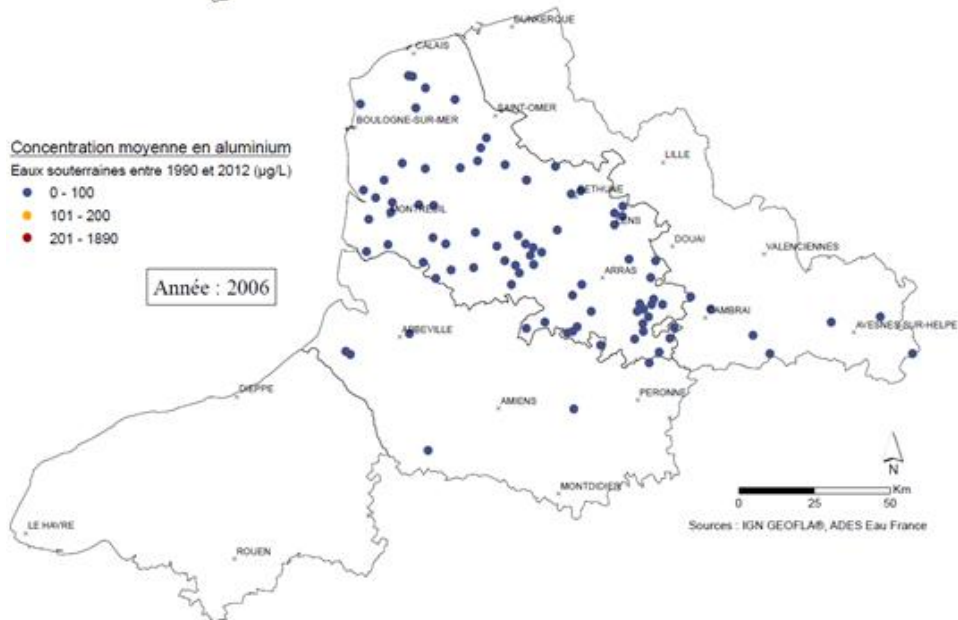 DUNKERQUE
CALAIS
SAINT-OMER
BOULOGNE-SUR-MER
Concentration moyenne en aluminium
Eaux souterraines entre 1990 et 2012 (µg/L)
0 - 100
101 - 200
201 - 1890
LILLE
BETHUNE
MONTREUIL
LENS
DOUAI
VALENCIENNES
ARRAS
Année : 2006
CAMBRAI
ABBEVILLE
AVESNES-SUR-HELPE
DIEPPE
AMIENS
PERONNE
N
MONTDIDIER
Km
0 25 50
Sources : IGN GEOFLA®, ADES Eau France
LE HAVRE
ROUEN